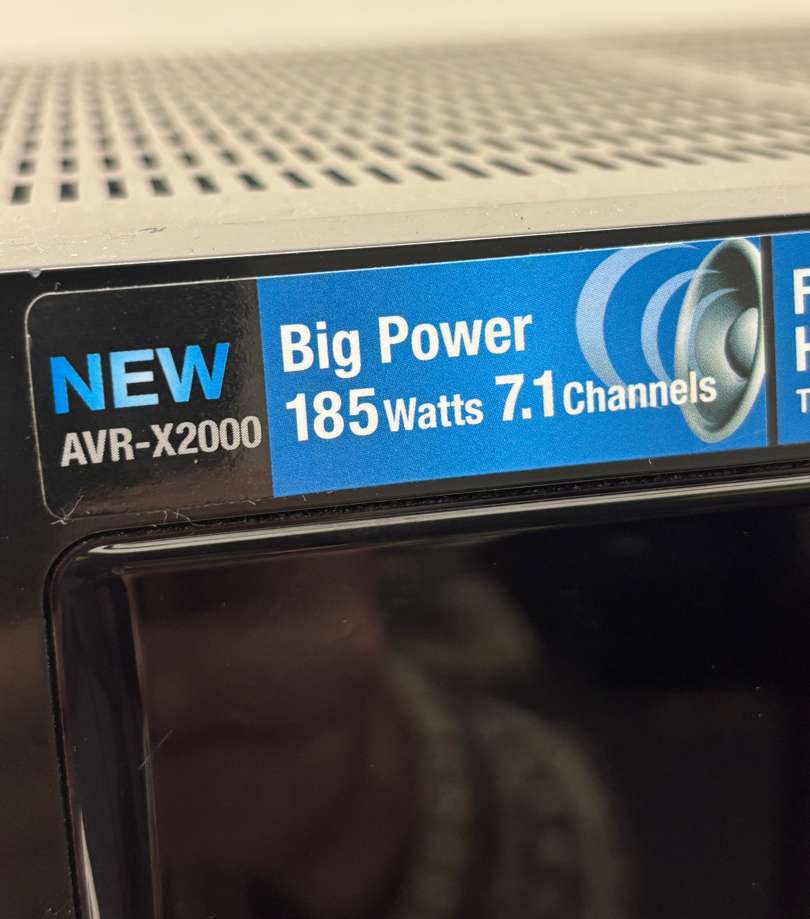 NEW
AVR-X2000
Big Power
185 Watts 7.1 Channels